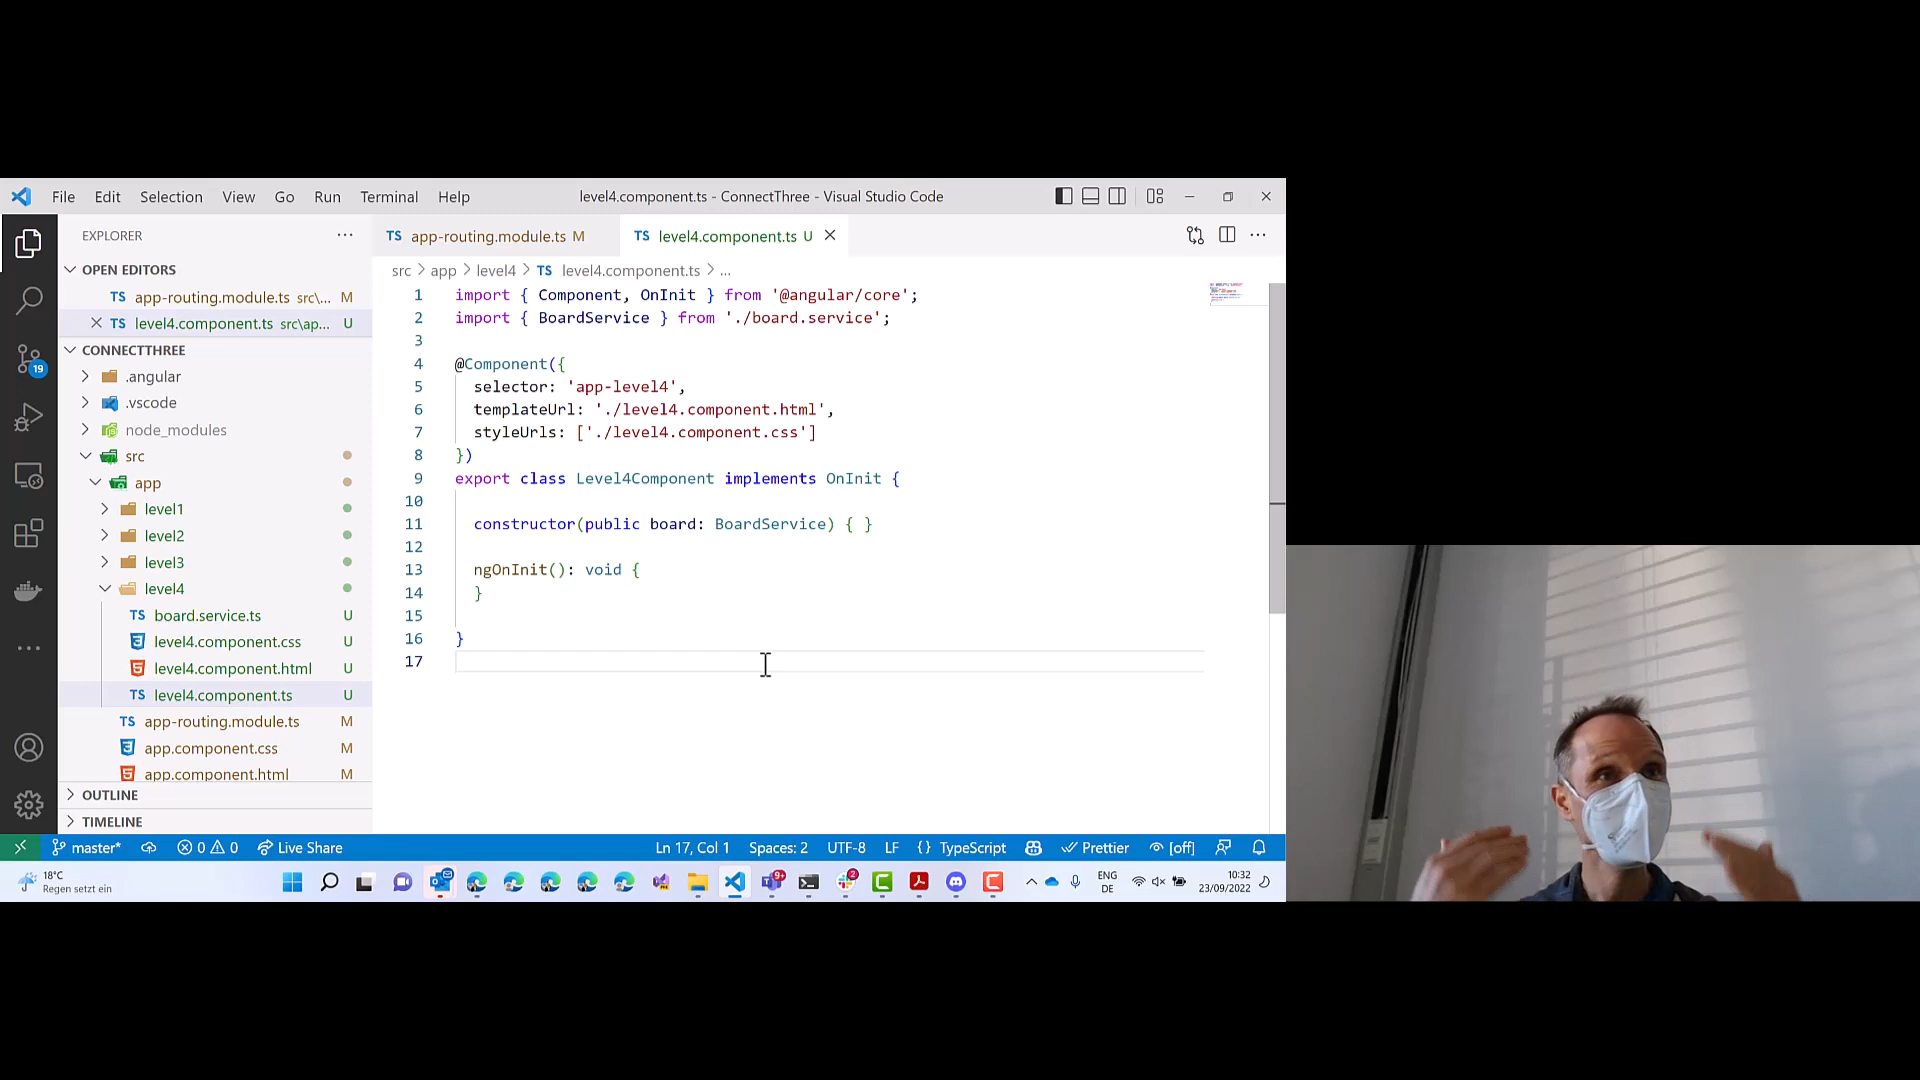 File Edit Selection View Go Run Terminal Help
level4.component.ts - ConnectThree - Visual Studio Code
EXPLORER
OPEN EDITORS
app-routing.module.ts src\... M
level4.component.ts src\ap... U
CONNECTTHREE
.angular
.vscode
node_modules
src
app
level1
level2
level3
level4
board.service.ts U
level4.component.css U
level4.component.html U
level4.component.ts U
app-routing.module.ts M
app.component.css M
app.component.html M
OUTLINE
TIMELINE
19
TS app-routing.module.ts M
TS level4.component.ts U
src > app > level4 > TS level4.component.ts > ...
1 import { Component, OnInit } from '@angular/core';
2 import { BoardService } from './board.service';
3
4 @Component({
5 selector: 'app-level4',
6 templateUrl: './level4.component.html',
7 styleUrls: ['./level4.component.css']
8 })
9 export class Level4Component implements OnInit {
10
11 constructor(public board: BoardService) { }
12
13 ngOnInit(): void {
14 }
15
16 }
17
master* 0 0 Live Share Ln 17, Col 1 Spaces: 2 UTF-8 LF {} TypeScript Prettier [off]
18°C
Regen setzt ein
9+
2
ENG
DE
10:32
23/09/2022